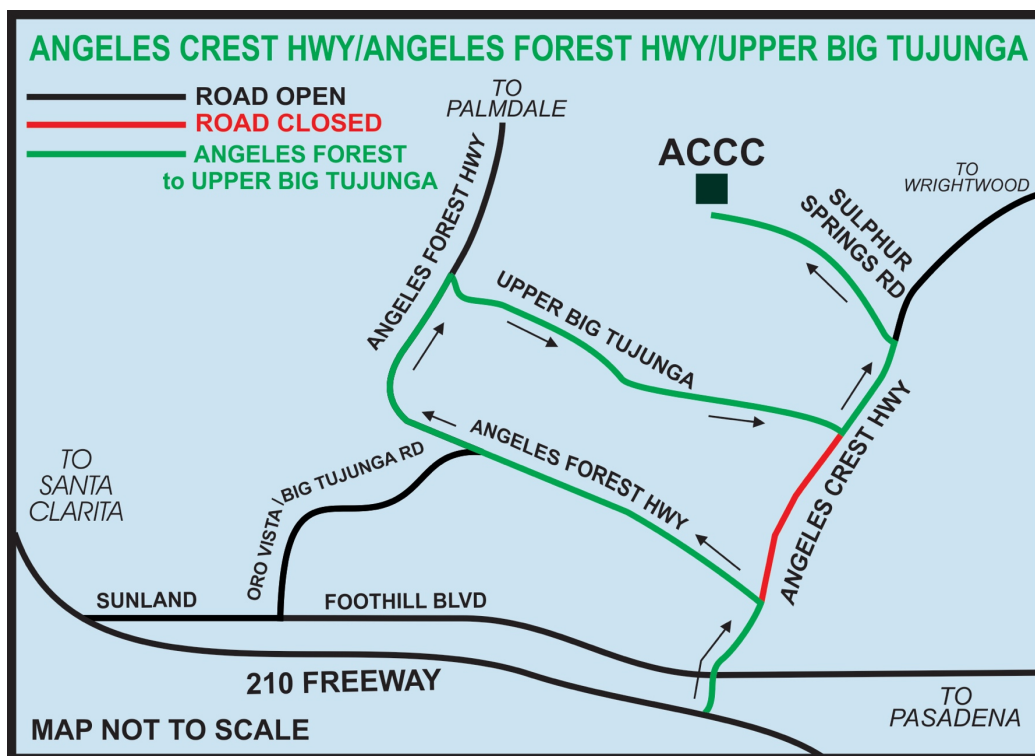 ANGELES CREST HWY/ANGELES FOREST HWY/UPPER BIG TUJUNGA
ROAD OPEN
ROAD CLOSED
ANGELES FOREST
to UPPER BIG TUJUNGA
TO
PALMDALE
ACCC
TO
WRIGHTWOOD
SULPHUR
SPRINGS RD
ANGELES FOREST HWY
UPPER BIG TUJUNGA
ANGELES FOREST HWY
ANGELES CREST HWY
TO
SANTA
CLARITA
ORO VISTA \ BIG TUJUNGA RD
SUNLAND
FOOTHILL BLVD
210 FREEWAY
TO
PASADENA
MAP NOT TO SCALE